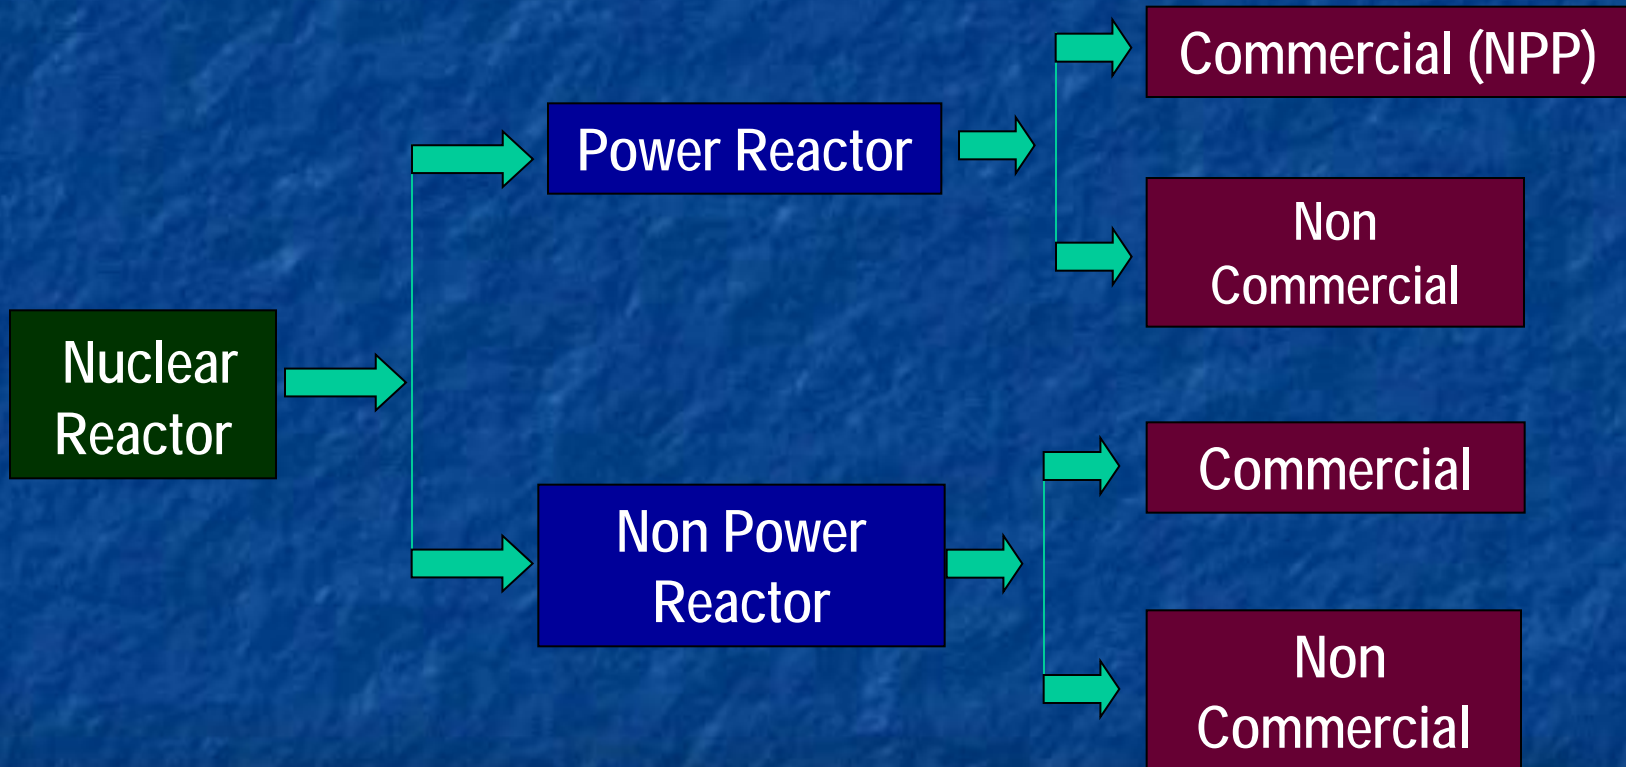 Commercial (NPP)
Power Reactor
Non
Commercial
Nuclear
Reactor
Commercial
Non Power
Reactor
Non
Commercial